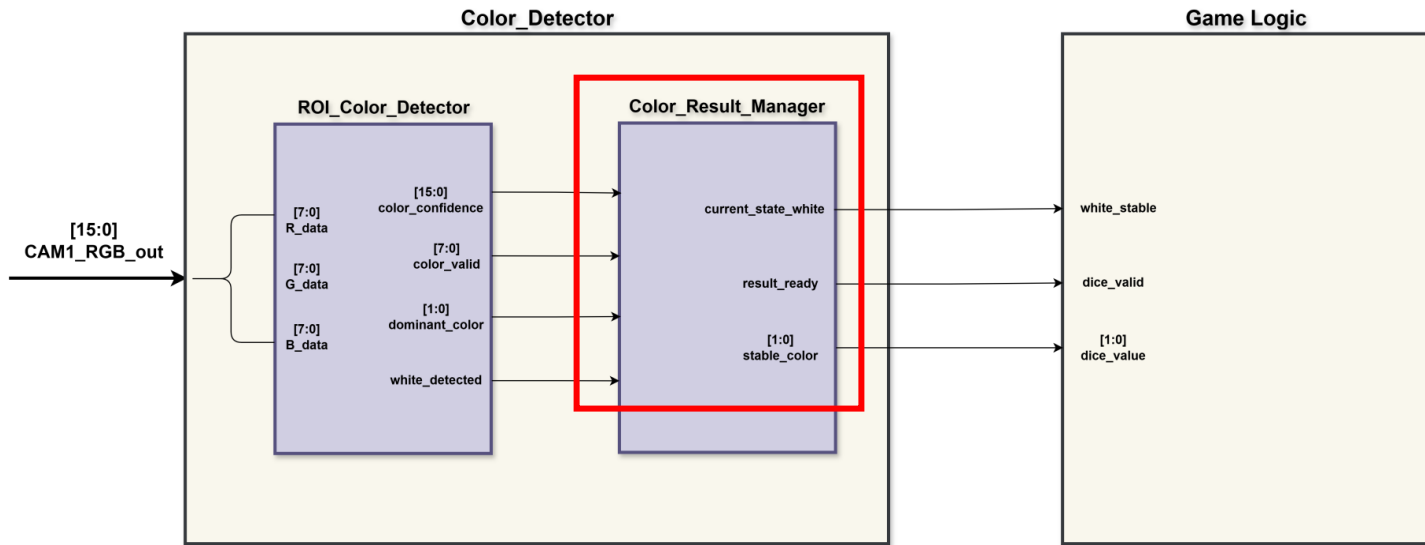 Color_Detector
Game Logic
ROI_Color_Detector
Color_Result_Manager
[15:0]
CAM1_RGB_out
[7:0]
R_data
[7:0]
G_data
[7:0]
B_data
[15:0]
color_confidence
[7:0]
color_valid
[1:0]
dominant_color
white_detected
current_state_white
result_ready
[1:0]
stable_color
white_stable
dice_valid
[1:0]
dice_value